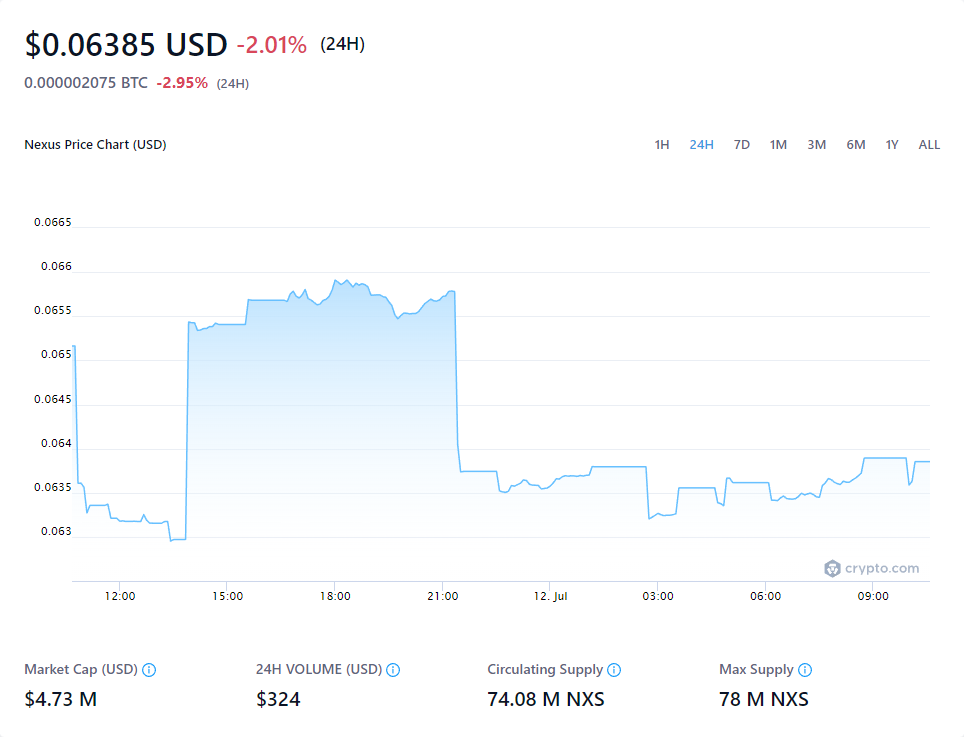 $0.06385 USD -2.01% (24H)
0.000002075 BTC -2.95% (24H)
Nexus Price Chart (USD) 1H 24H 7D 1M 3M 6M 1Y ALL
0.0665
0.066
0.0655
0.065
0.0645
0.064
0.0635
0.063
crypto.com
12:00 15:00 18:00 21:00 12. Jul 03:00 06:00 09:00
Market Cap (USD) 24H VOLUME (USD) Circulating Supply Max Supply
$4.73 M $324 74.08 M NXS 78 M NXS